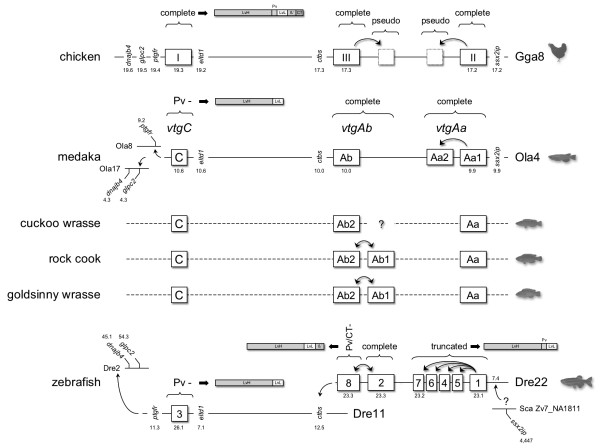 complete Pv complete pseudo pseudo complete
LvH LvL β' CT
chicken dnajb4 glpc2 ptgfr I eltd1 ctbs III II ssx2ip Gga8
19.6 19.5 19.4 19.3 19.2 17.3 17.3 17.2 17.2
Pv - LvH LvL complete complete
9.2 ptgfr vtgC vtgAb vtgAa
Ola8
medaka C eltd1 ctbs Ab Aa2 Aa1 ssx2ip Ola4
Ola17 10.6 10.6 10.0 10.0 9.9 9.9
dnajb4 glpc2
4.3 4.3
cuckoo wrasse C Ab2 ? Aa
rock cook C Ab2 Ab1 Aa
goldsinny wrasse C Ab2 Ab1 Aa
45.1 54.3 LvH LvL Pv/CT- complete truncated Pv
dnajb4 glpc2 LvH LvL
Dre2
zebrafish Pv - LvH LvL 8 2 7 6 4 5 1 7.4 Dre22
23.3 23.3 23.2 23.1
ptgfr 3 eltd1 ctbs Dre11 ? Sca Zv7_NA1811
11.3 28.1 7.1 12.5 ssx2ip
4,447